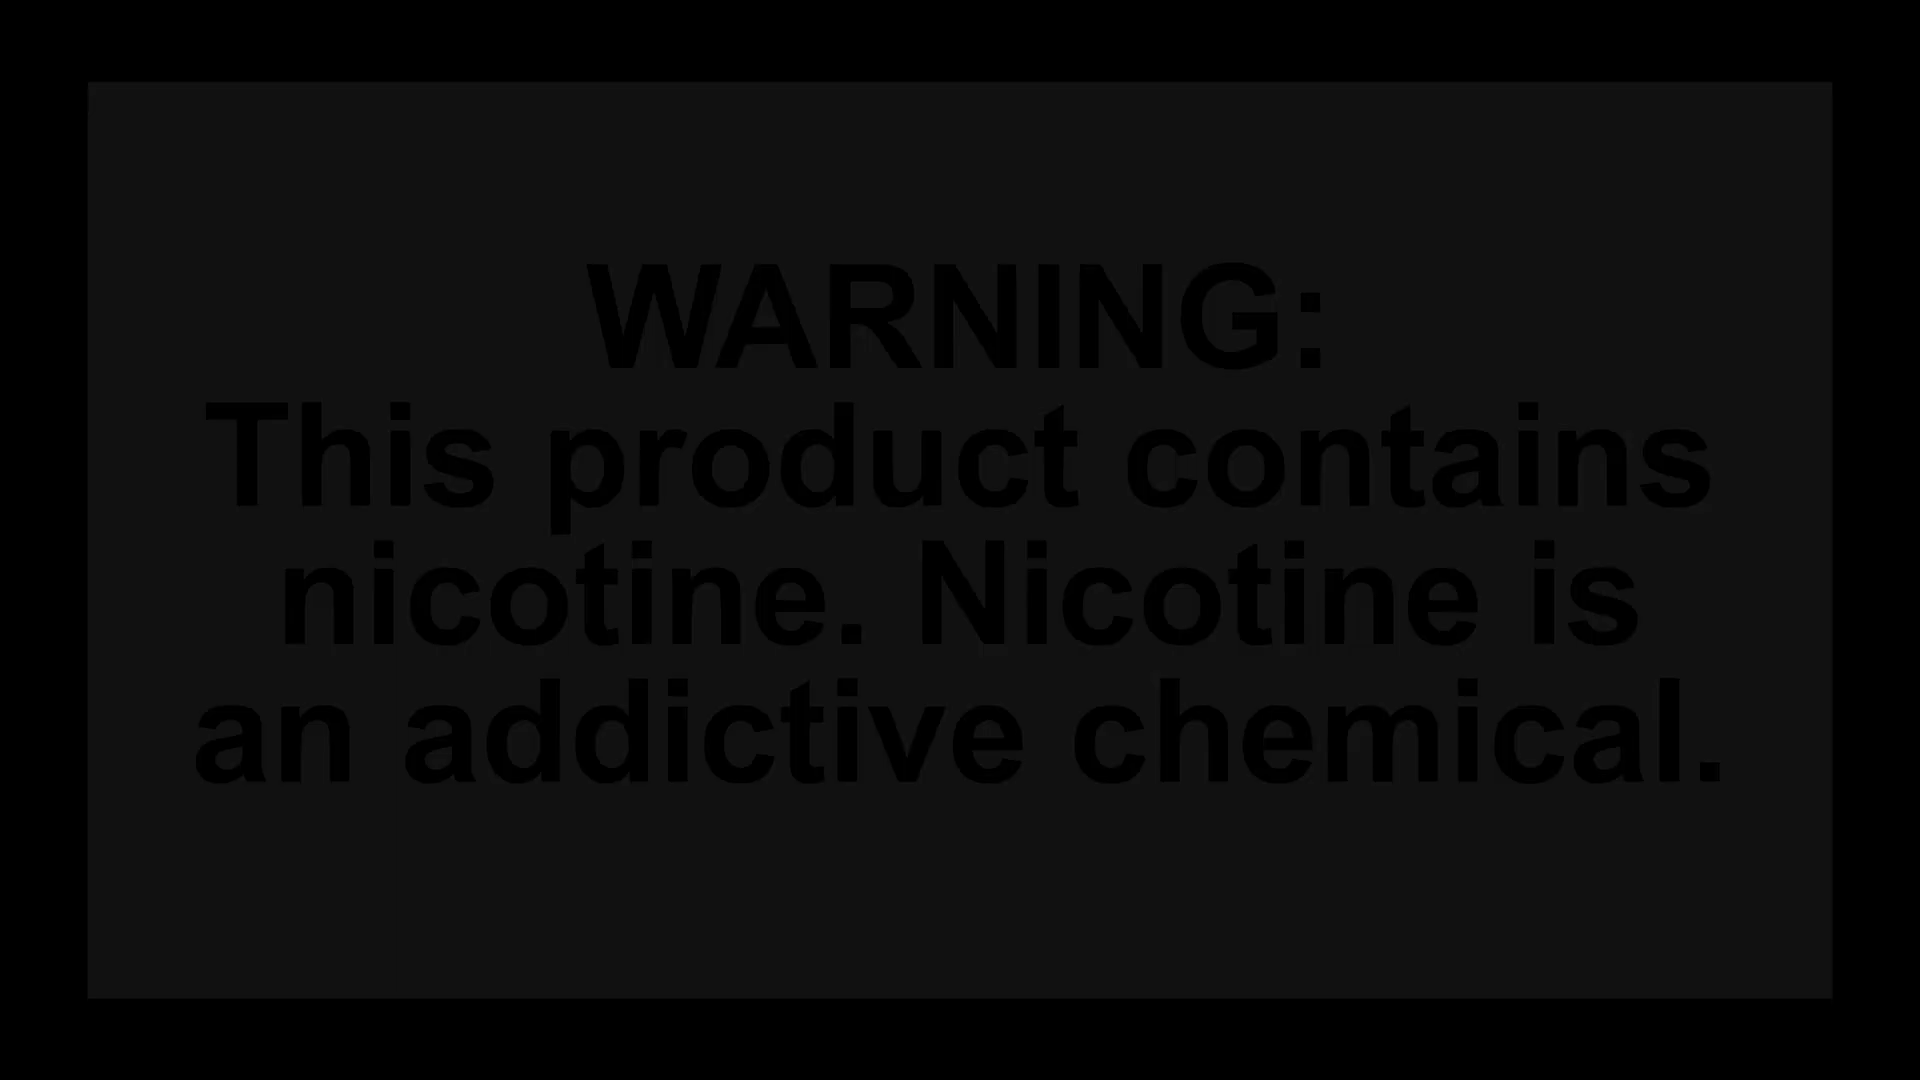 WARNING:
This product contains
nicotine. Nicotine is
an addictive chemical.